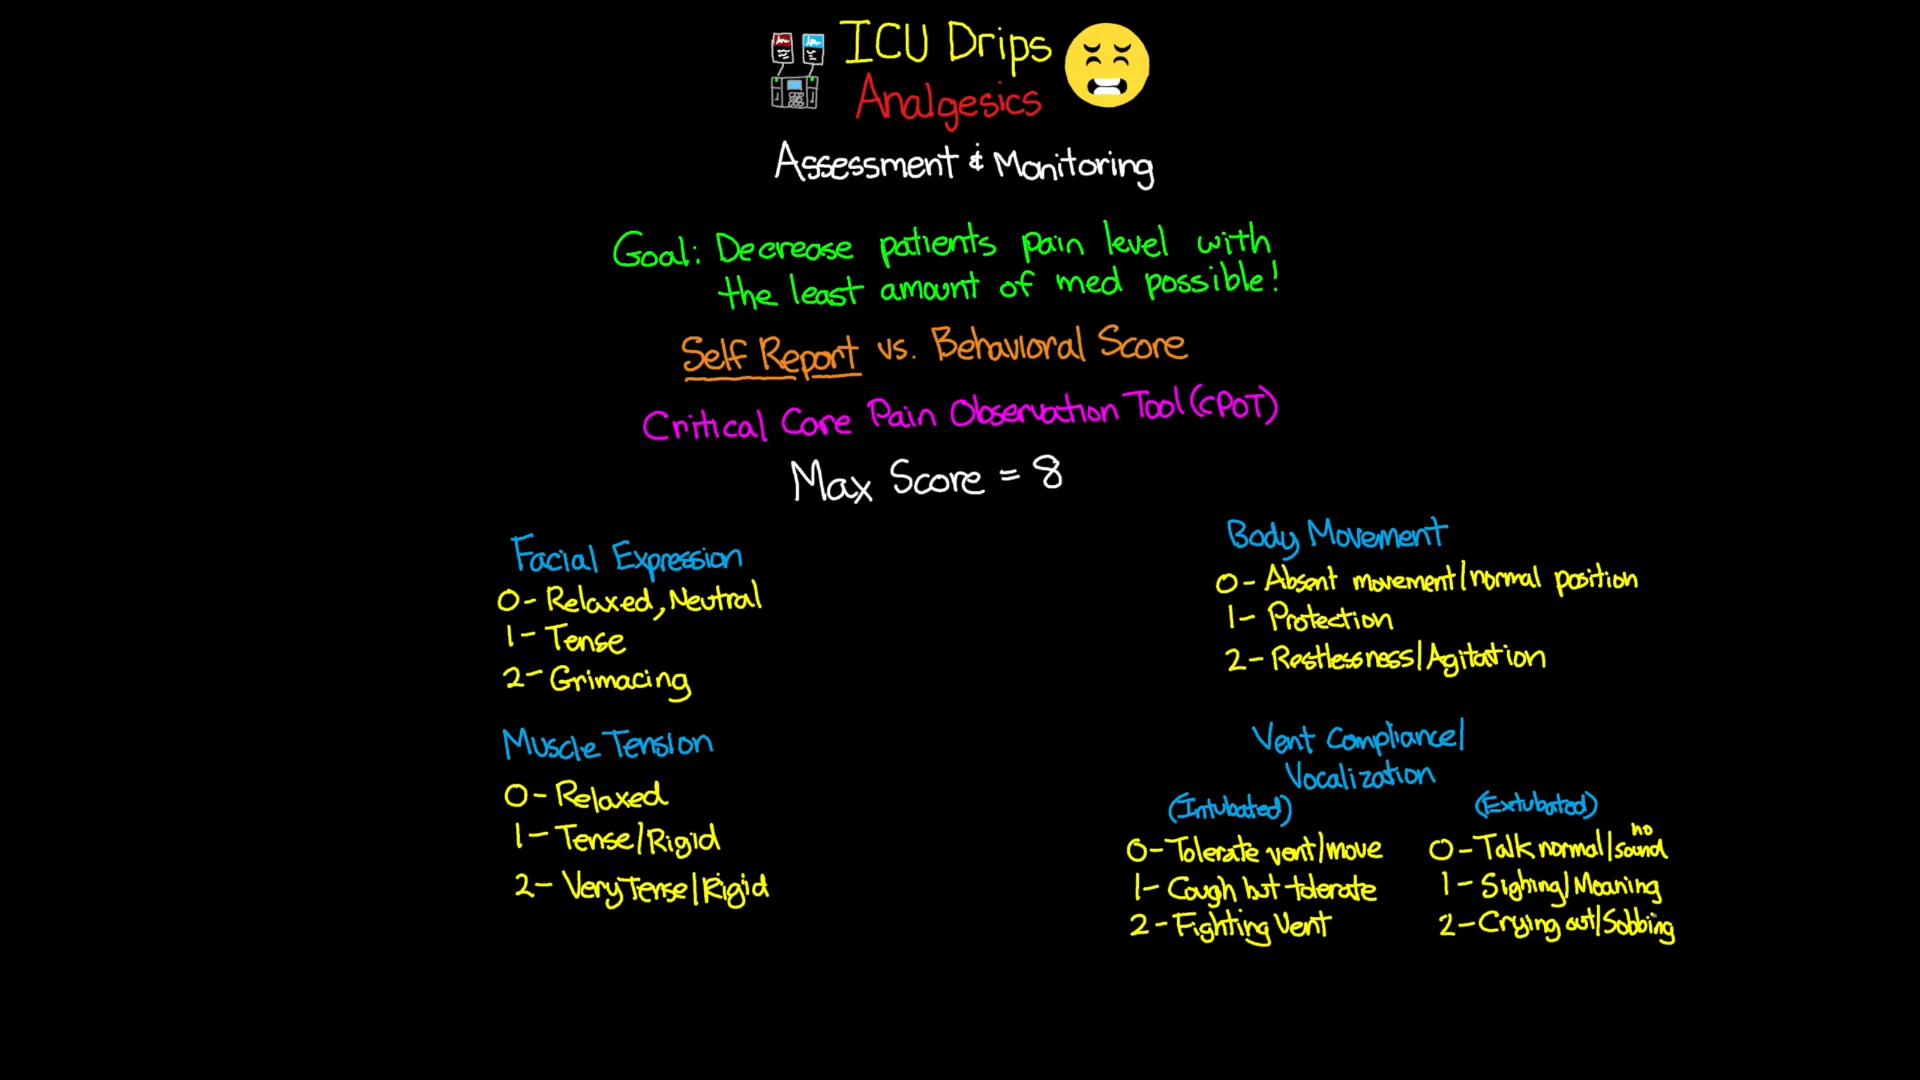 ICU Drips
Analgesics
Assessment & Monitoring
Goal: Decrease patients pain level with
the least amount of med possible!
Self Report vs. Behavioral Score
Critical Care Pain Observation Tool (CPOT)
Max Score = 8
Facial Expression
0 - Relaxed, Neutral
1 - Tense
2 - Grimacing
Body Movement
0 - Absent movement/normal position
1 - Protection
2 - Restlessness/Agitation
Muscle Tension
0 - Relaxed
1 - Tense/Rigid
2 - Very Tense/Rigid
Vent Compliance/
Vocalization
(Intubated)
0 - Tolerate vent/move
1 - Cough but tolerate
2 - Fighting Vent
(Extubated)
0 - Talk normal/no sound
1 - Sighing/Moaning
2 - Crying out/Sobbing